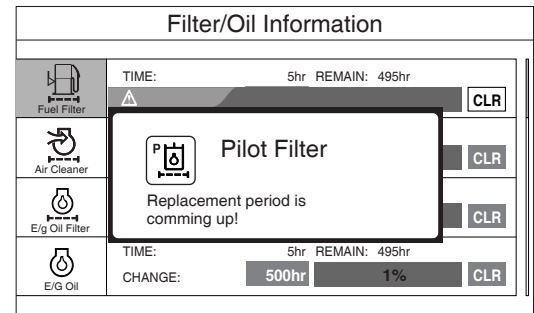 Filter/Oil Information
Fuel Filter
TIME: 5hr REMAIN: 495hr
CLR
Air Cleaner
CLR
P
Pilot Filter
Replacement period is
comming up!
E/g Oil Filter
CLR
E/G Oil
TIME: 5hr REMAIN: 495hr
CHANGE: 500hr 1% CLR